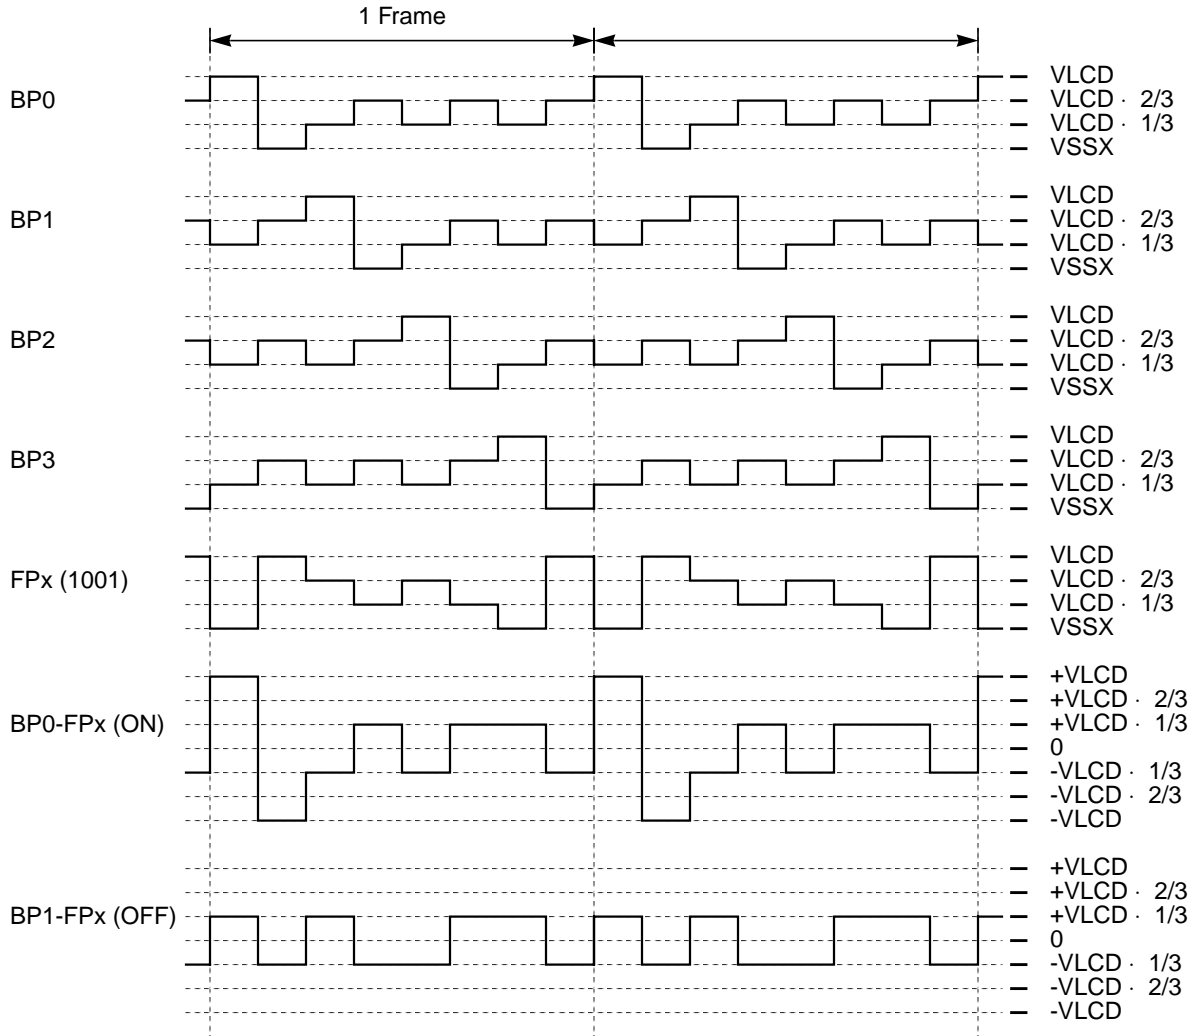 1 Frame
BP0
VLCD
VLCD · 2/3
VLCD · 1/3
VSSX
BP1
VLCD
VLCD · 2/3
VLCD · 1/3
VSSX
BP2
VLCD
VLCD · 2/3
VLCD · 1/3
VSSX
BP3
VLCD
VLCD · 2/3
VLCD · 1/3
VSSX
FPx (1001)
VLCD
VLCD · 2/3
VLCD · 1/3
VSSX
BP0-FPx (ON)
+VLCD
+VLCD · 2/3
+VLCD · 1/3
0
-VLCD · 1/3
-VLCD · 2/3
-VLCD
BP1-FPx (OFF)
+VLCD
+VLCD · 2/3
+VLCD · 1/3
0
-VLCD · 1/3
-VLCD · 2/3
-VLCD